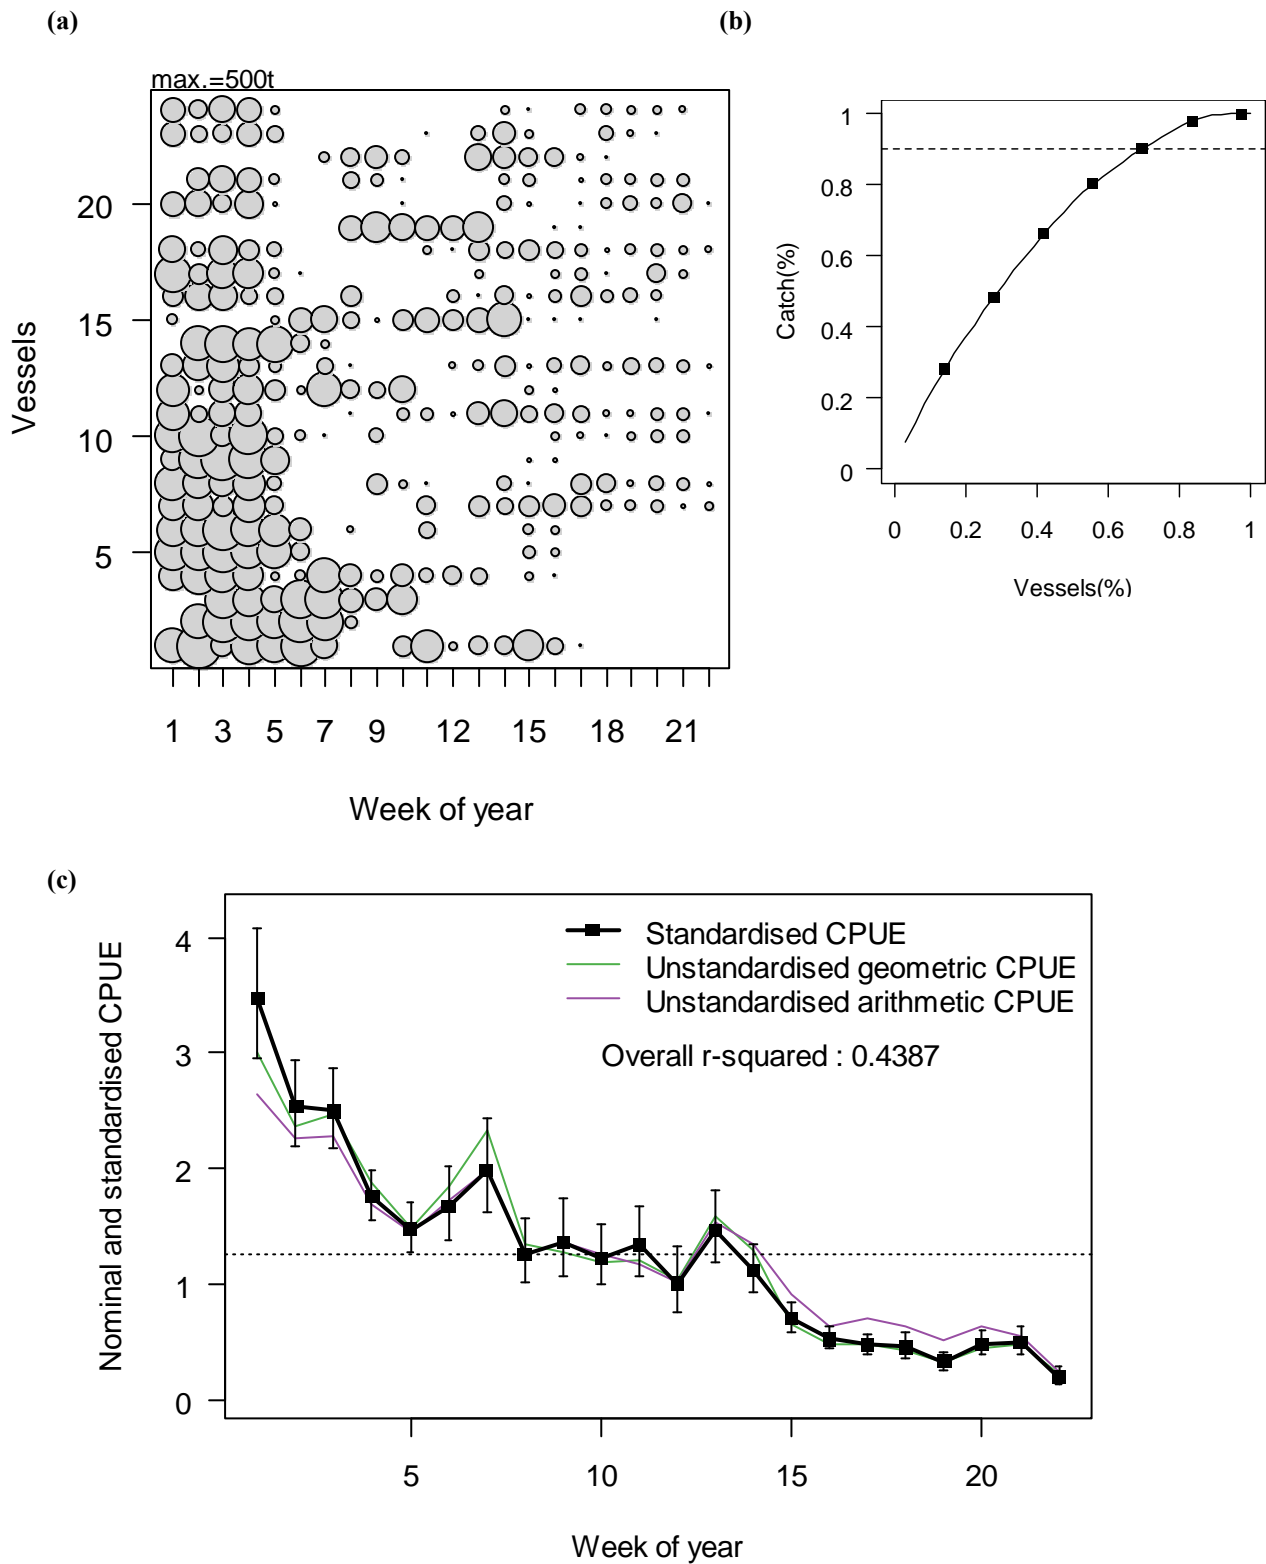 (a)
max.=500t
Vessels
20
15
10
5
1 3 5 7 9 12 15 18 21
Week of year
(b)
Catch(%)
1
0.8
0.6
0.4
0.2
0
0 0.2 0.4 0.6 0.8 1
Vessels(%)
(c)
Nominal and standardised CPUE
4
3
2
1
0
Standardised CPUE
Unstandardised geometric CPUE
Unstandardised arithmetic CPUE
Overall r-squared : 0.4387
5 10 15 20
Week of year